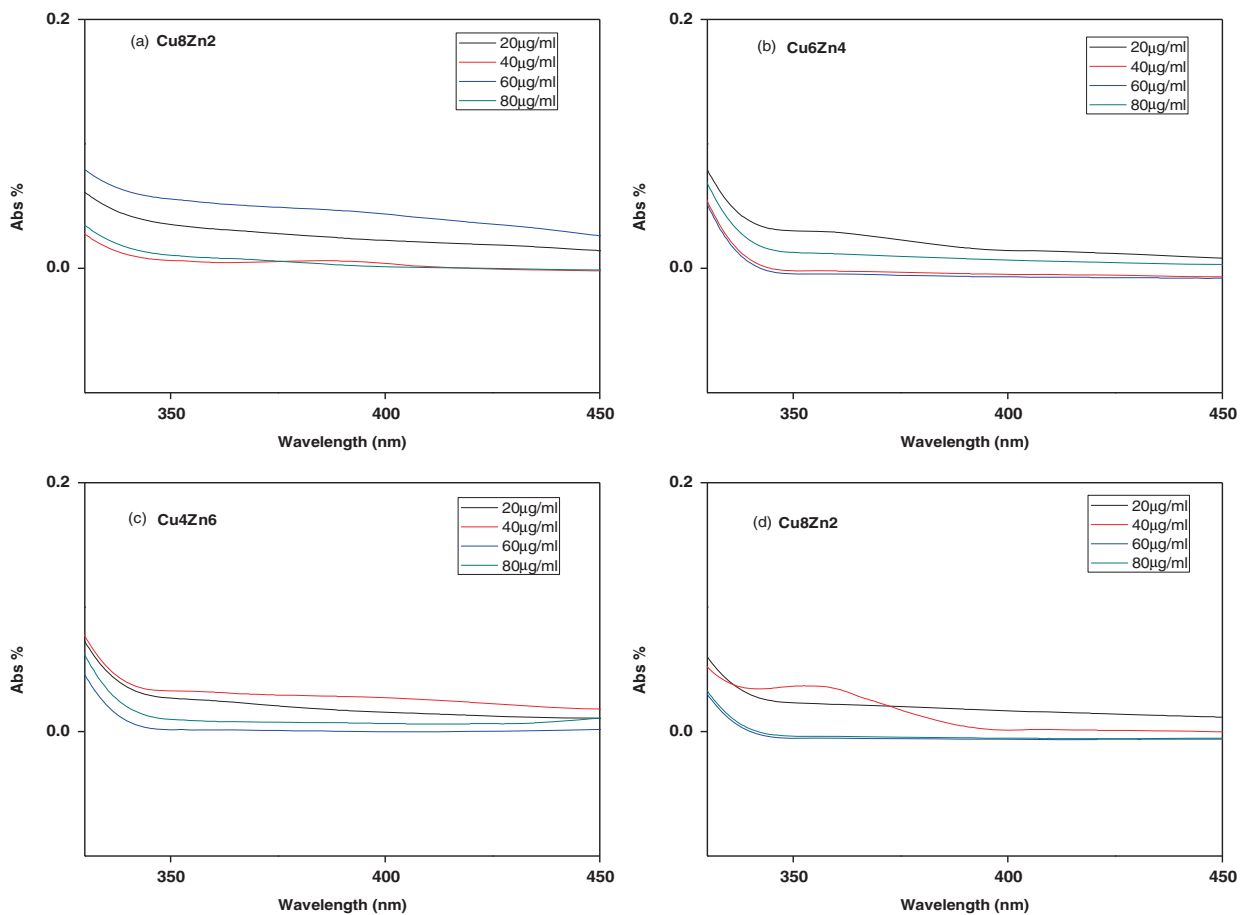 0.2
(a) Cu8Zn2
20µg/ml
40µg/ml
60µg/ml
80µg/ml
Abs %
0.0
350
400
450
Wavelength (nm)
0.2
(b) Cu6Zn4
20µg/ml
40µg/ml
60µg/ml
80µg/ml
Abs %
0.0
350
400
450
Wavelength (nm)
0.2
(c) Cu4Zn6
20µg/ml
40µg/ml
60µg/ml
80µg/ml
Abs %
0.0
350
400
450
Wavelength (nm)
0.2
(d) Cu8Zn2
20µg/ml
40µg/ml
60µg/ml
80µg/ml
Abs %
0.0
350
400
450
Wavelength (nm)